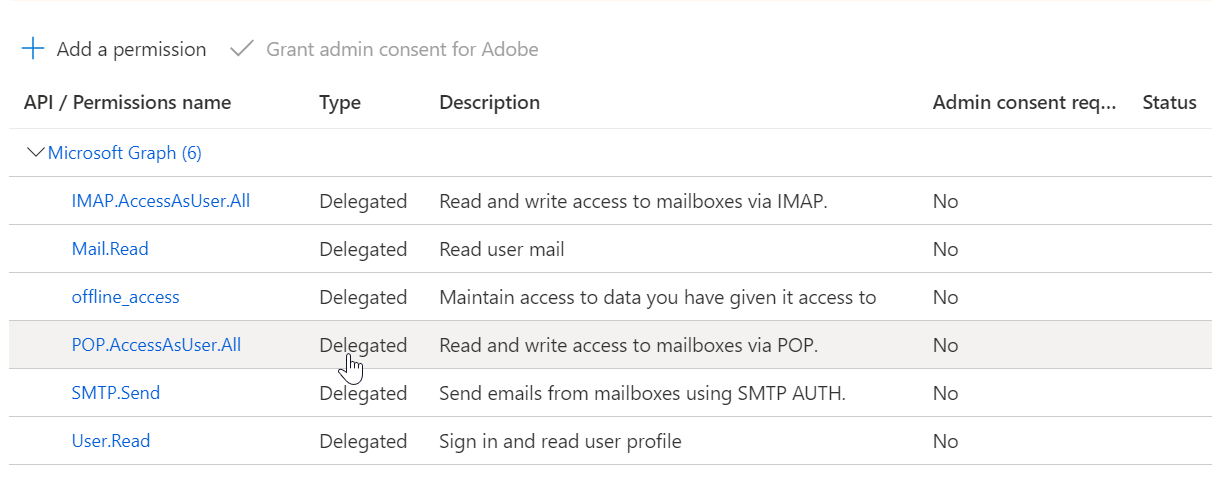 Add a permission Grant admin consent for Adobe
API / Permissions name Type Description Admin consent req... Status
Microsoft Graph (6)
IMAP.AccessAsUser.All Delegated Read and write access to mailboxes via IMAP. No
Mail.Read Delegated Read user mail No
offline_access Delegated Maintain access to data you have given it access to No
POP.AccessAsUser.All Delegated Read and write access to mailboxes via POP. No
SMTP.Send Delegated Send emails from mailboxes using SMTP AUTH. No
User.Read Delegated Sign in and read user profile No